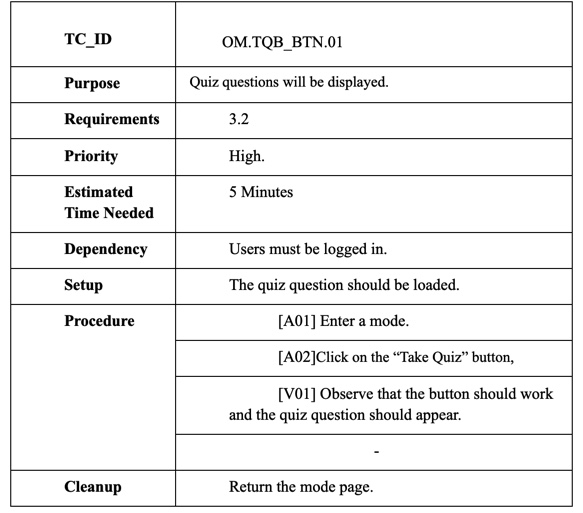 TC_ID OM.TQB_BTN.01
Purpose Quiz questions will be displayed.
Requirements 3.2
Priority High.
Estimated 5 Minutes
Time Needed
Dependency Users must be logged in.
Setup The quiz question should be loaded.
Procedure [A01] Enter a mode.
[A02]Click on the “Take Quiz” button,
[V01] Observe that the button should work
and the quiz question should appear.
-
Cleanup Return the mode page.